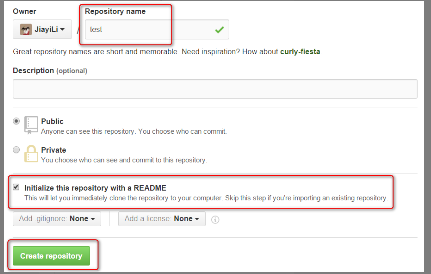 Owner
Repository name
JiayiLi
/
test
Great repository names are short and memorable. Need inspiration? How about curly-fiesta
Description (optional)
Public
Anyone can see this repository. You choose who can commit.
Private
You choose who can see and commit to this repository
Initialize this repository with a README
This will let you immediately clone the repository to your computer. Skip this step if you're importing an existing repository
Add .gitignore: None
Add a license: None
Create repository